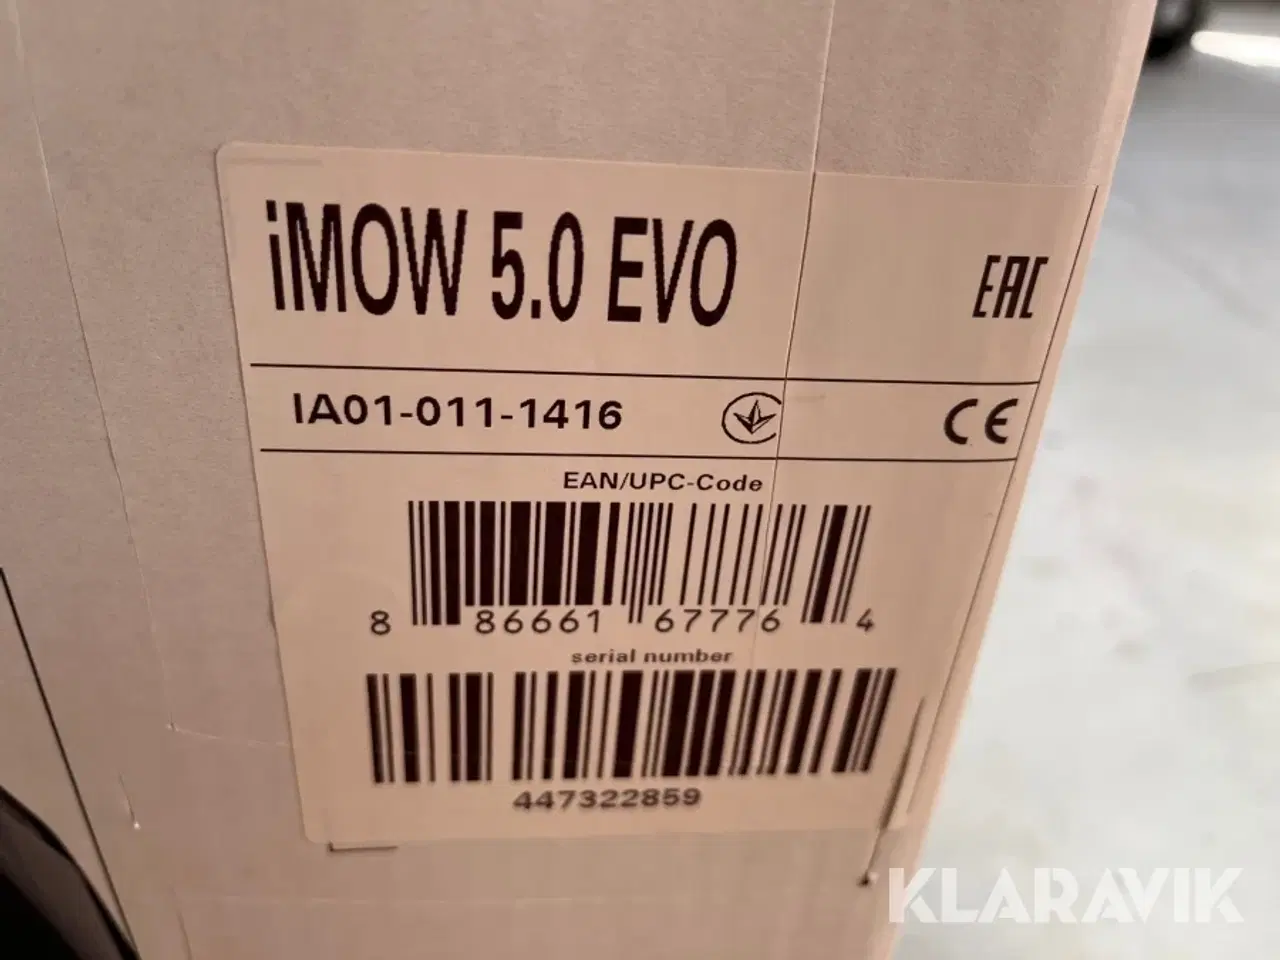 iMOW 5.0 EVO
EAC
IA01-011-1416
CE
EAN/UPC-Code
8 86661 67776 4
serial number
447322859
KLARAVIK